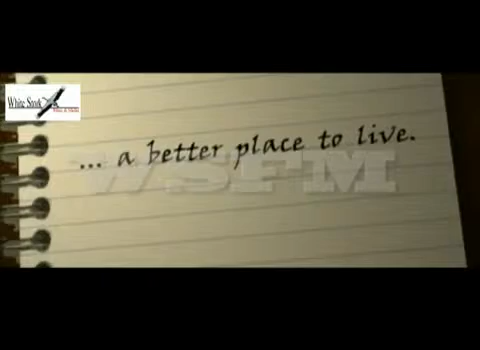 White Stork
... a better place to live.
WSFM